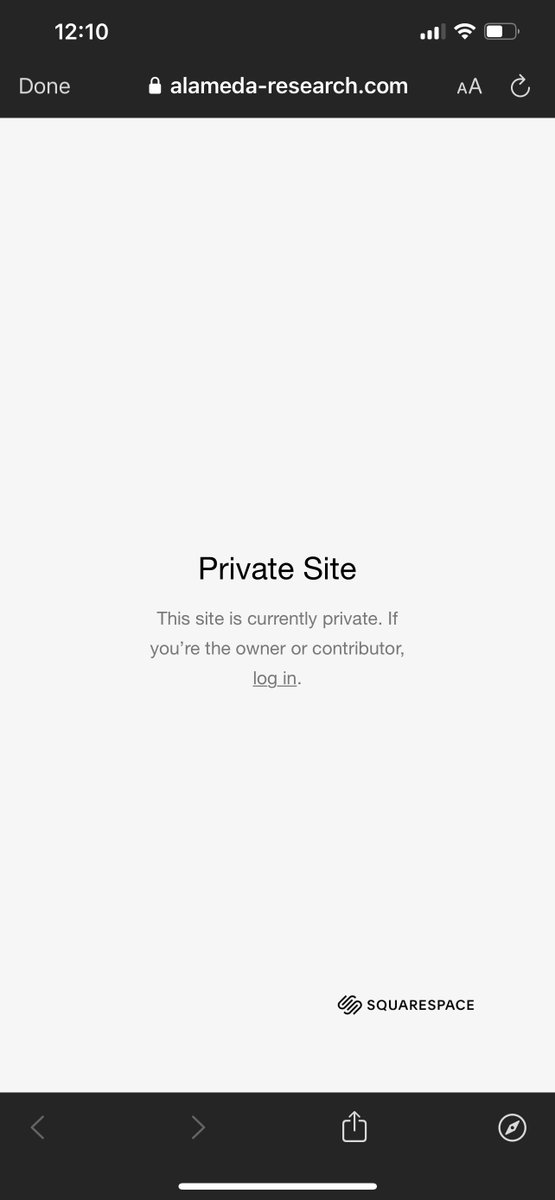 12:10
Done alameda-research.com AA
Private Site
This site is currently private. If
you’re the owner or contributor,
log in.
SQUARESPACE